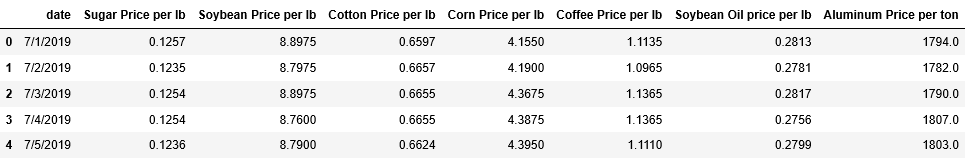 date Sugar Price per lb Soybean Price per lb Cotton Price per lb Corn Price per lb Coffee Price per lb Soybean Oil price per lb Aluminum Price per ton
0 7/1/2019 0.1257 8.8975 0.6597 4.1550 1.1135 0.2813 1794.0
1 7/2/2019 0.1235 8.7975 0.6657 4.1900 1.0965 0.2781 1782.0
2 7/3/2019 0.1254 8.8975 0.6655 4.3675 1.1365 0.2817 1790.0
3 7/4/2019 0.1254 8.7600 0.6655 4.3875 1.1365 0.2756 1807.0
4 7/5/2019 0.1236 8.7900 0.6624 4.3950 1.1110 0.2799 1803.0